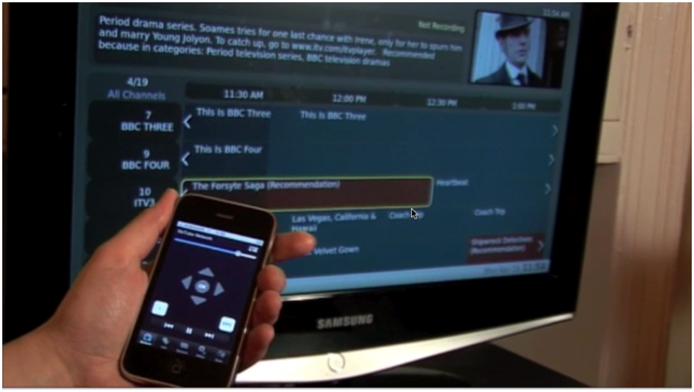 11:54 AM
Not Recording
Period drama series. Soames tries for one last chance with Irene, only for her to spurn him
and marry Young Jolyon. To catch up, go to www.itv.com/itvplayer. Recommended
because in categories: Period television series, BBC television dramas
4/19
All Channels
11:30 AM 12:00 PM 12:30 PM 1:00 PM
7
BBC THREE
This Is BBC Three This Is BBC Three
9
BBC FOUR
This Is BBC Four
10
ITV3
The Forsyte Saga (Recommendation) Heartbeat
Las Vegas, California &
Hawaii
Coach Trip Coach Trip
Velvet Gown
Shipwreck Detectives
(Recommendation)
SAMSUNG